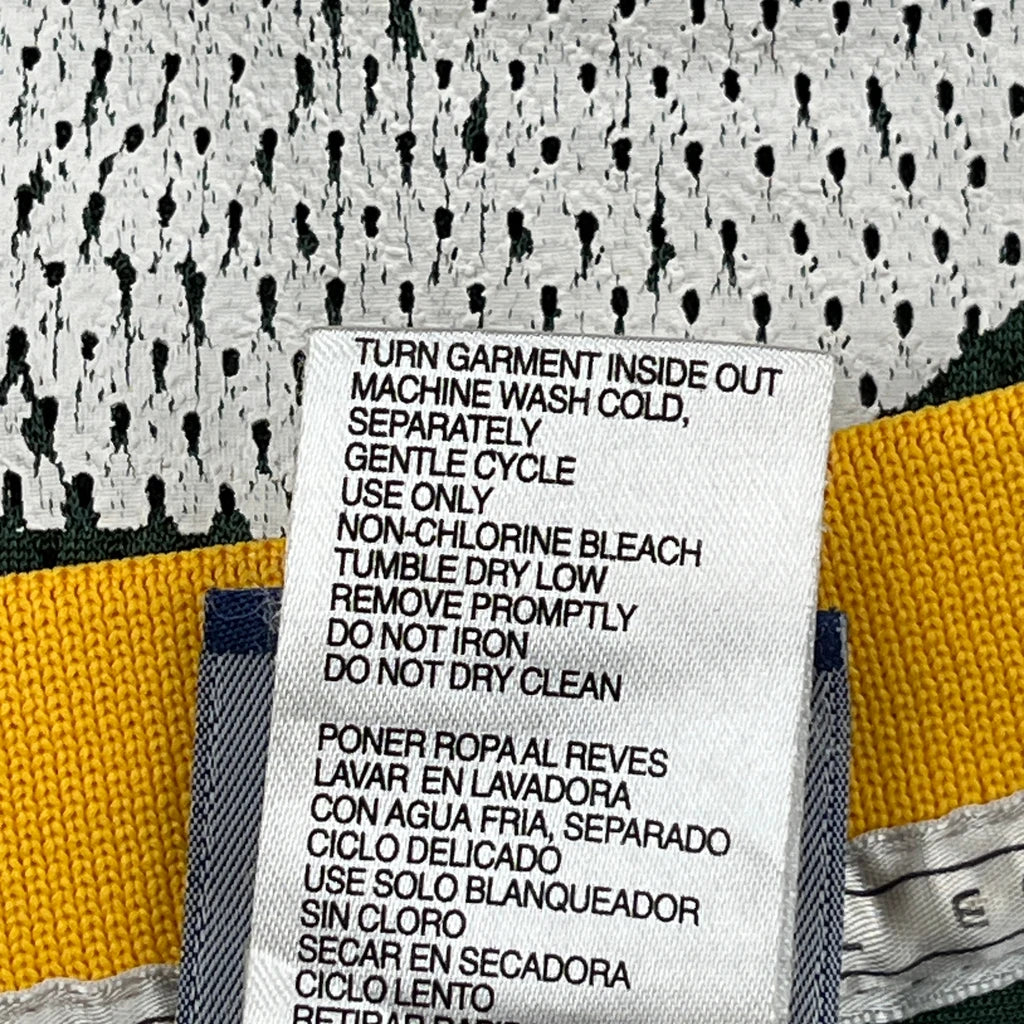 TURN GARMENT INSIDE OUT
MACHINE WASH COLD,
SEPARATELY
GENTLE CYCLE
USE ONLY
NON-CHLORINE BLEACH
TUMBLE DRY LOW
REMOVE PROMPTLY
DO NOT IRON
DO NOT DRY CLEAN
PONER ROPA AL REVES
LAVAR EN LAVADORA
CON AGUA FRIA, SEPARADO
CICLO DELICADO
USE SOLO BLANQUEADOR
SIN CLORO
SECAR EN SECADORA
CICLO LENTO
RETIRAR